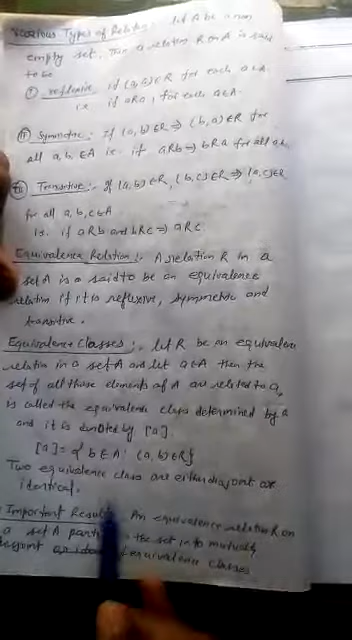 Various Types of Relation:- Let A be a non
empty set. Then a relation R on A is said
to be
(i) reflexive, if (a,a)∈R for each a∈A.
i.e. if aRa, for each a∈A.
(ii) Symmetric: If (a,b)∈R ⇒ (b,a)∈R for
all a,b,∈A i.e. if aRb ⇒ bRa for all a,b
(iii) Transitive:- If (a,b)∈R, (b,c)∈R ⇒ (a,c)∈R
for all a,b,c∈A
i.e. if aRb and bRc ⇒ aRc.
Equivalence Relation:- A relation R in a
set A is a said to be an equivalence
relation if it is reflexive, symmetric and
transitive.
Equivalence Classes:- let R be an equivalence
relation in a set A and let a∈A then the
set of all those elements of A are related to a,
is called the equivalence class determined by a
and it is denoted by [a]
[a]={b∈A: (a,b)∈R}
Two equivalence class are either disjoint or
identical.
Important Result An equivalence relation R on
a set A the set in to mutually
equivalence classes